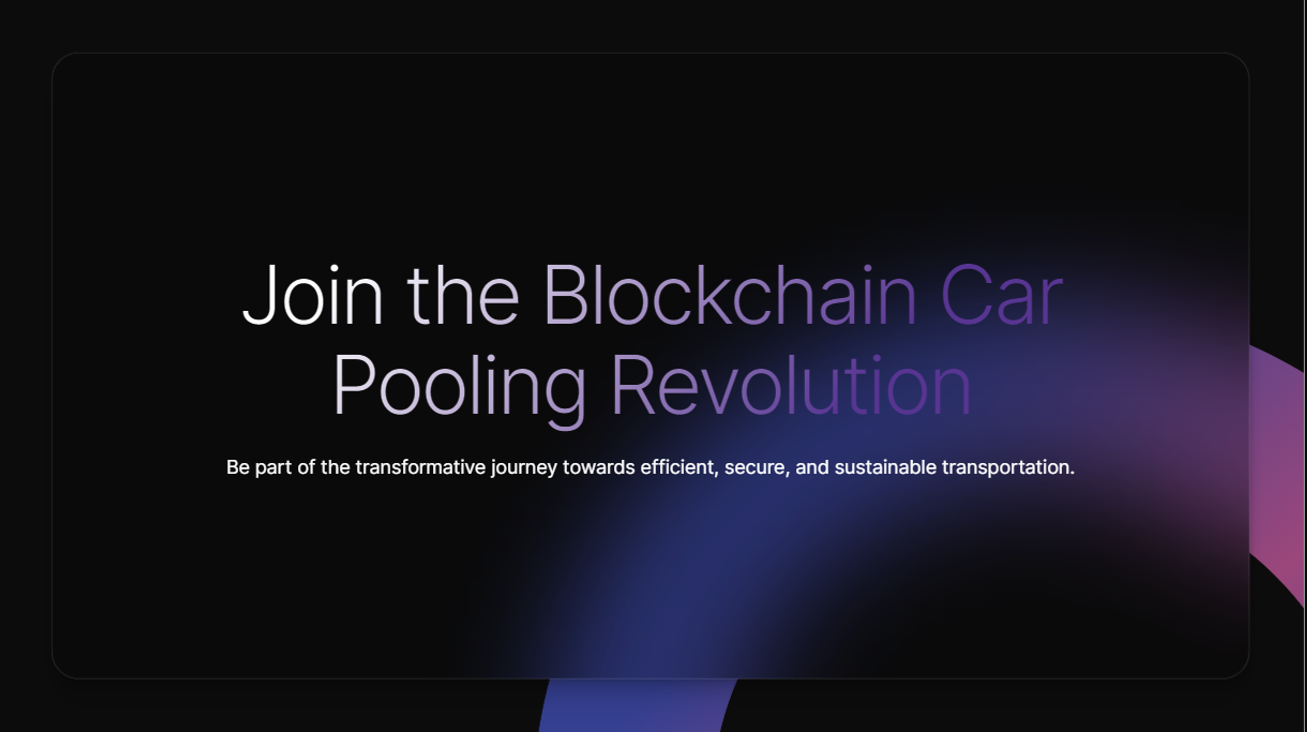 Join the Blockchain Car
Pooling Revolution
Be part of the transformative journey towards efficient, secure, and sustainable transportation.